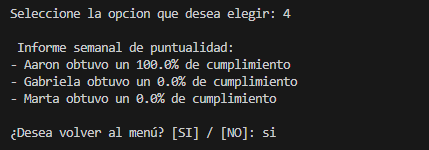 Seleccione la opcion que desea elegir: 4
Informe semanal de puntualidad:
- Aaron obtuvo un 100.0% de cumplimiento
- Gabriela obtuvo un 0.0% de cumplimiento
- Marta obtuvo un 0.0% de cumplimiento
¿Desea volver al menú? [SI] / [NO]: si